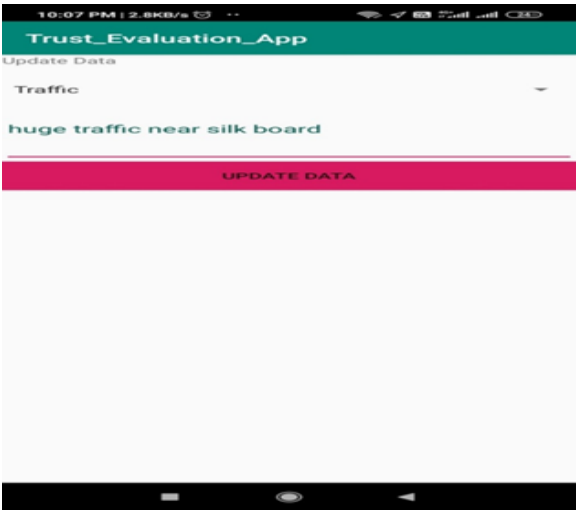 10:07 PM | 2.8KB/s
Trust_Evaluation_App
Update Data
Traffic
huge traffic near silk board
UPDATE DATA